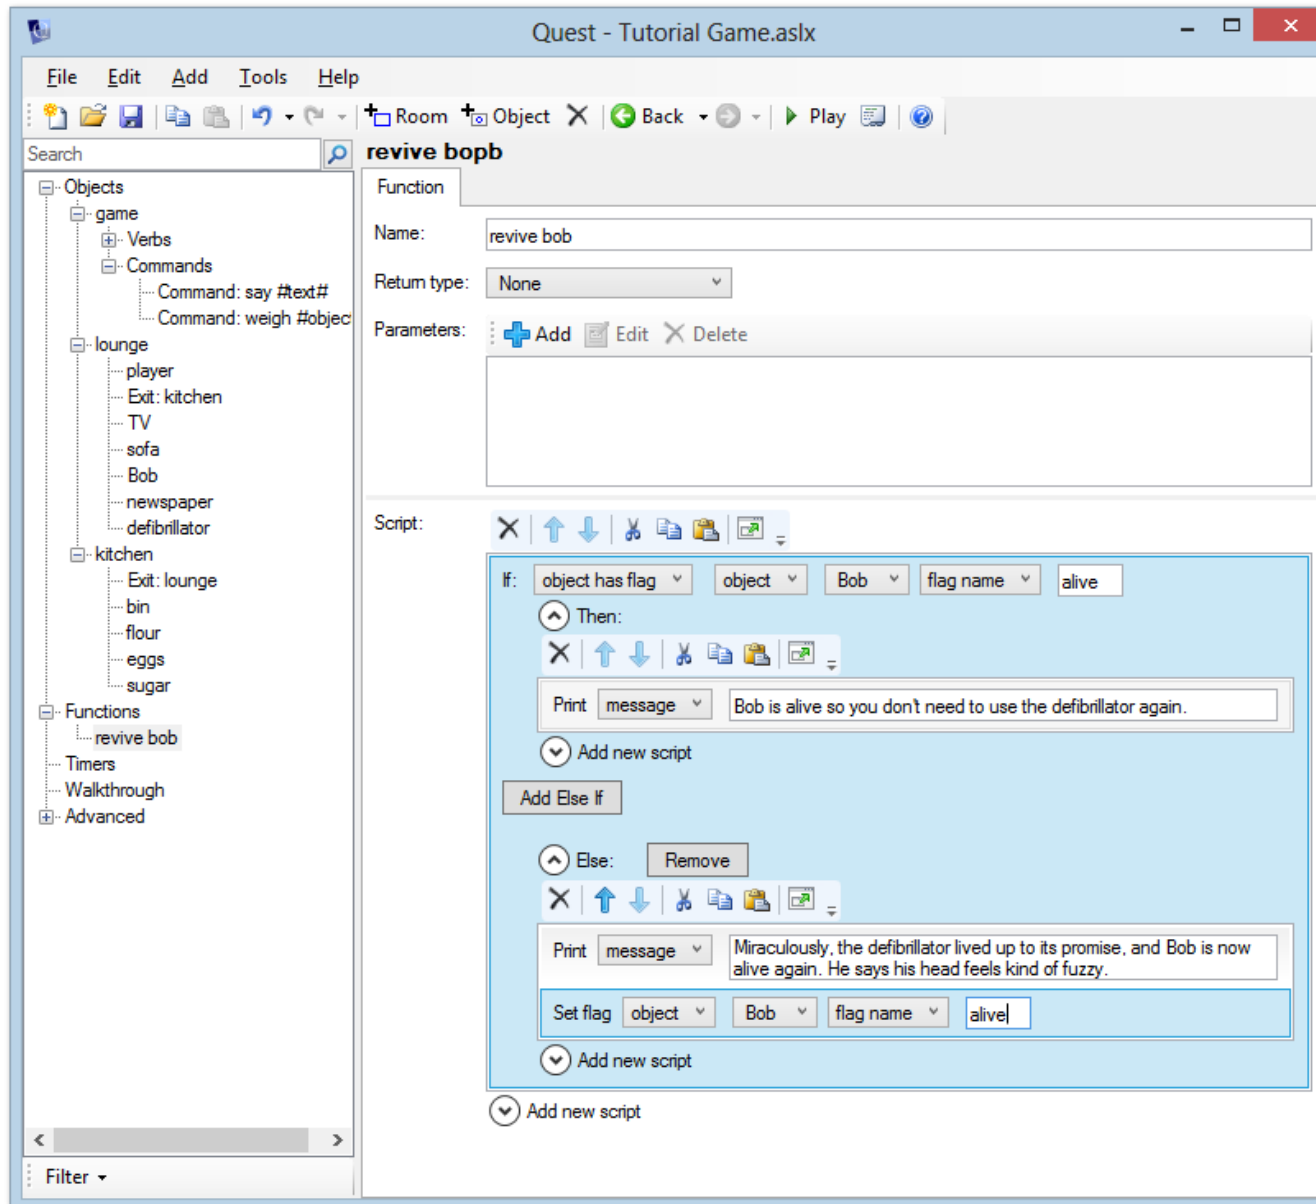 Quest - Tutorial Game.aslx
File Edit Add Tools Help
Room Object Back Play
Search
Objects
game
Verbs
Commands
Command: say #text#
Command: weigh #objec
lounge
player
Exit: kitchen
TV
sofa
Bob
newspaper
defibrillator
kitchen
Exit: lounge
bin
flour
eggs
sugar
Functions
revive bob
Timers
Walkthrough
Advanced
Filter
revive bopb
Function
Name: revive bob
Return type: None
Parameters: Add Edit Delete
Script:
If: object has flag object Bob flag name alive
Then:
Print message Bob is alive so you don't need to use the defibrillator again.
Add new script
Add Else If
Else: Remove
Print message Miraculously, the defibrillator lived up to its promise, and Bob is now
alive again. He says his head feels kind of fuzzy.
Set flag object Bob flag name alive
Add new script
Add new script